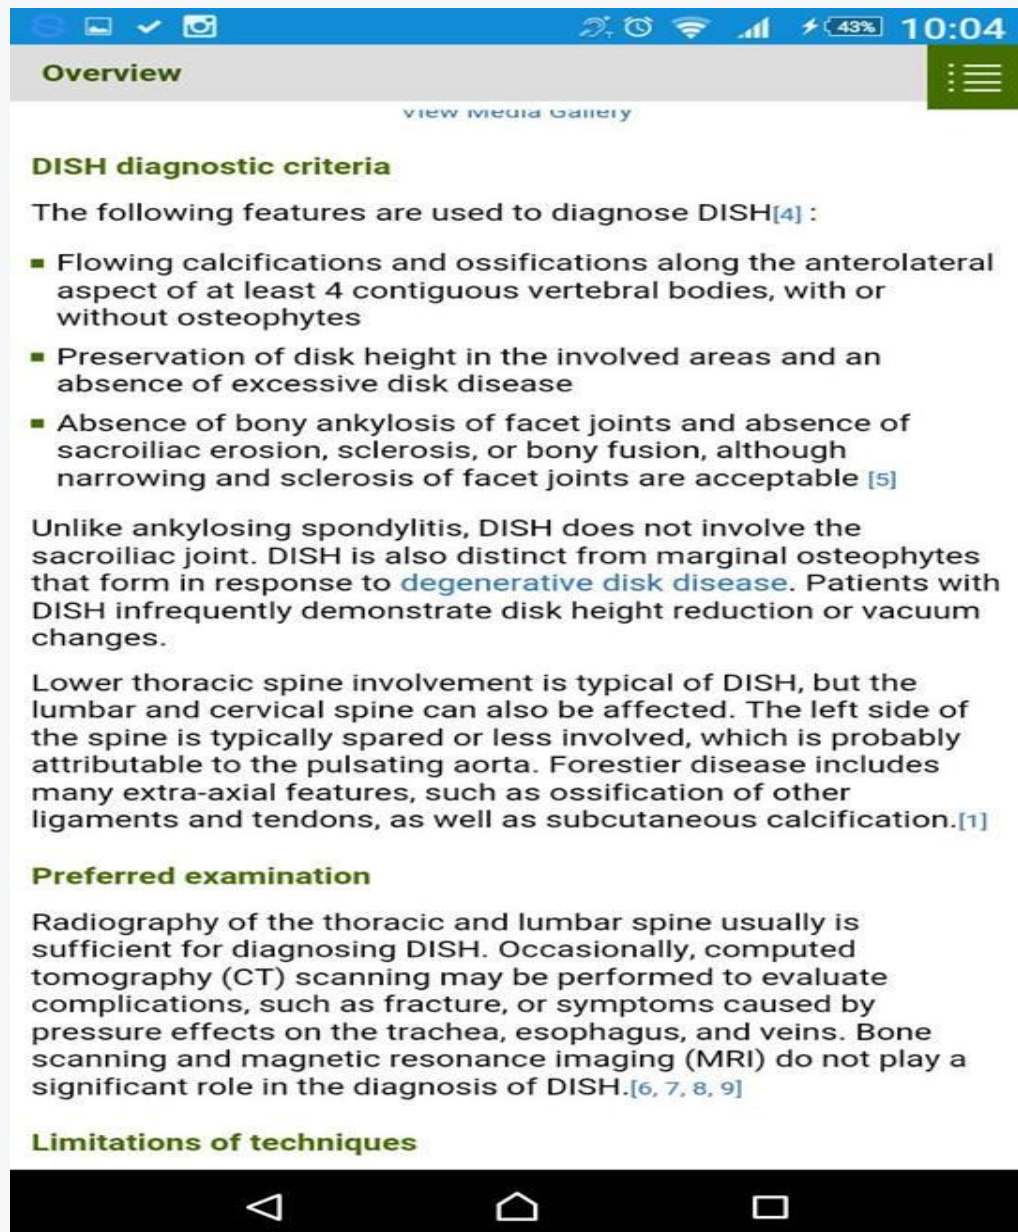 43%
10:04
Overview
View Media Gallery
DISH diagnostic criteria
The following features are used to diagnose DISH[4] :
Flowing calcifications and ossifications along the anterolateral
aspect of at least 4 contiguous vertebral bodies, with or
without osteophytes
Preservation of disk height in the involved areas and an
absence of excessive disk disease
Absence of bony ankylosis of facet joints and absence of
sacroiliac erosion, sclerosis, or bony fusion, although
narrowing and sclerosis of facet joints are acceptable [5]
Unlike ankylosing spondylitis, DISH does not involve the
sacroiliac joint. DISH is also distinct from marginal osteophytes
that form in response to degenerative disk disease. Patients with
DISH infrequently demonstrate disk height reduction or vacuum
changes.
Lower thoracic spine involvement is typical of DISH, but the
lumbar and cervical spine can also be affected. The left side of
the spine is typically spared or less involved, which is probably
attributable to the pulsating aorta. Forestier disease includes
many extra-axial features, such as ossification of other
ligaments and tendons, as well as subcutaneous calcification.[1]
Preferred examination
Radiography of the thoracic and lumbar spine usually is
sufficient for diagnosing DISH. Occasionally, computed
tomography (CT) scanning may be performed to evaluate
complications, such as fracture, or symptoms caused by
pressure effects on the trachea, esophagus, and veins. Bone
scanning and magnetic resonance imaging (MRI) do not play a
significant role in the diagnosis of DISH.[6, 7, 8, 9]
Limitations of techniques